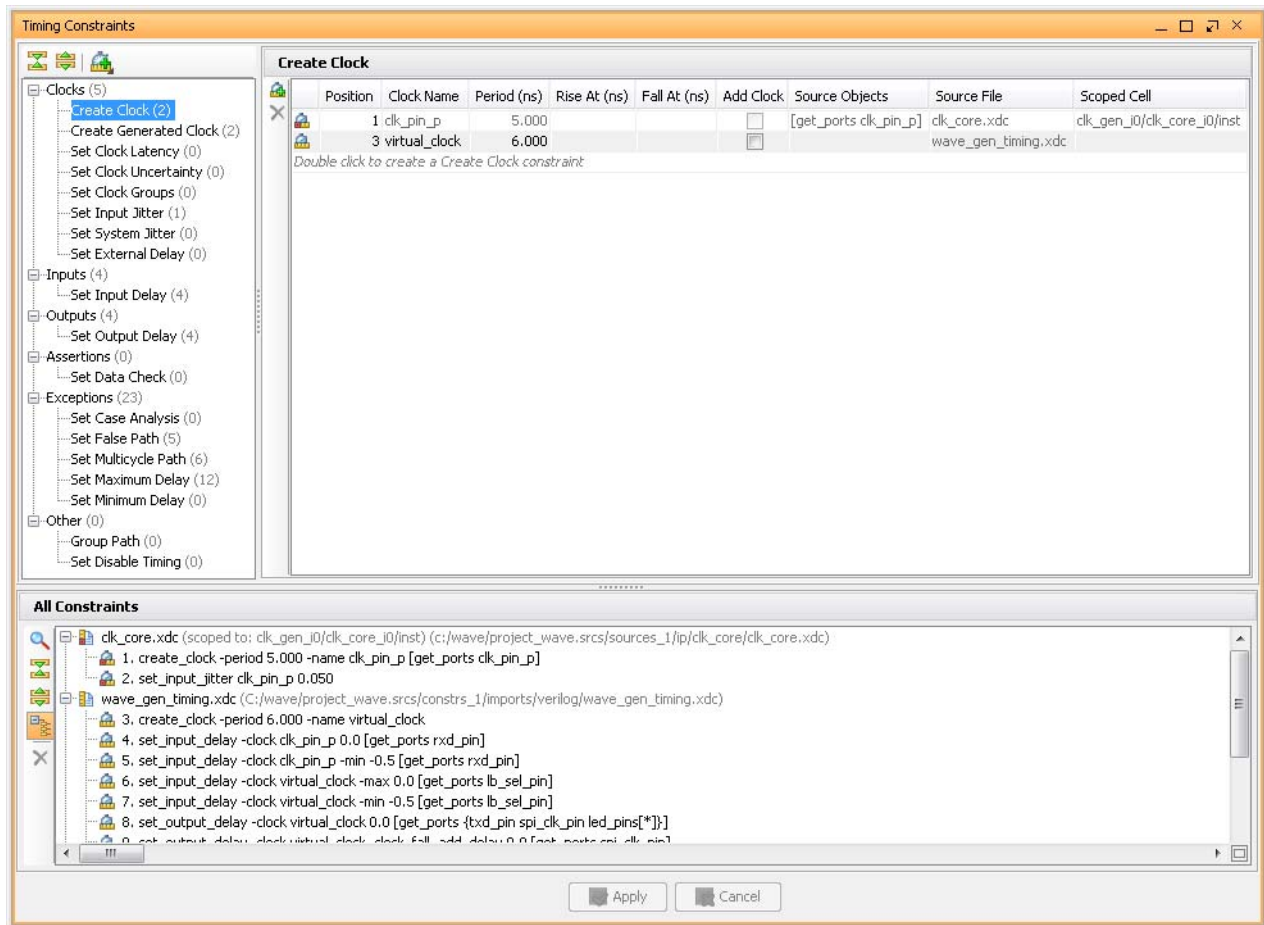 Timing Constraints
Create Clock
Clocks (5)
Create Clock (2)
Create Generated Clock (2)
Set Clock Latency (0)
Set Clock Uncertainty (0)
Set Clock Groups (0)
Set Input Jitter (1)
Set System Jitter (0)
Set External Delay (0)
Inputs (4)
Set Input Delay (4)
Outputs (4)
Set Output Delay (4)
Assertions (0)
Set Data Check (0)
Exceptions (23)
Set Case Analysis (0)
Set False Path (5)
Set Multicycle Path (6)
Set Maximum Delay (12)
Set Minimum Delay (0)
Other (0)
Group Path (0)
Set Disable Timing (0)
Position Clock Name Period (ns) Rise At (ns) Fall At (ns) Add Clock Source Objects Source File Scoped Cell
1 clk_pin_p 5.000 [get_ports clk_pin_p] clk_core.xdc clk_gen_i0/clk_core_i0/inst
3 virtual_clock 6.000 wave_gen_timing.xdc
Double click to create a Create Clock constraint
All Constraints
clk_core.xdc (scoped to: clk_gen_i0/clk_core_i0/inst) (c:/wave/project_wave.srcs/sources_1/ip/clk_core/clk_core.xdc)
1. create_clock -period 5.000 -name clk_pin_p [get_ports clk_pin_p]
2. set_input_jitter clk_pin_p 0.050
wave_gen_timing.xdc (C:/wave/project_wave.srcs/constrs_1/imports/verilog/wave_gen_timing.xdc)
3. create_clock -period 6.000 -name virtual_clock
4. set_input_delay -clock clk_pin_p 0.0 [get_ports rxd_pin]
5. set_input_delay -clock clk_pin_p -min -0.5 [get_ports rxd_pin]
6. set_input_delay -clock virtual_clock -max 0.0 [get_ports lb_sel_pin]
7. set_input_delay -clock virtual_clock -min -0.5 [get_ports lb_sel_pin]
8. set_output_delay -clock virtual_clock 0.0 [get_ports {txd_pin spi_clk_pin led_pins[*]}]
9. set_output_delay -clock virtual_clock -clock_fall -add_delay 0.0 [get_ports spi_clk_pin]
Apply
Cancel